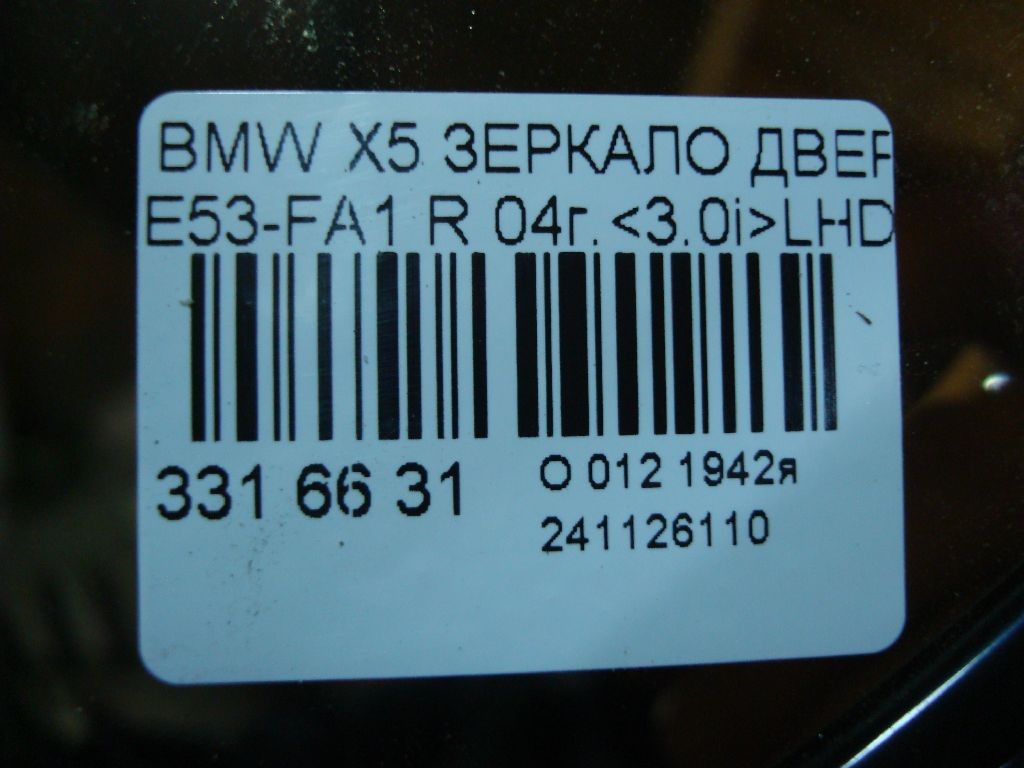 BMW X5 ЗЕРКАЛО ДВЕР
E53-FA1 R 04г. <3.0i>LHD
331 66 31
О 012 1942я
241126110